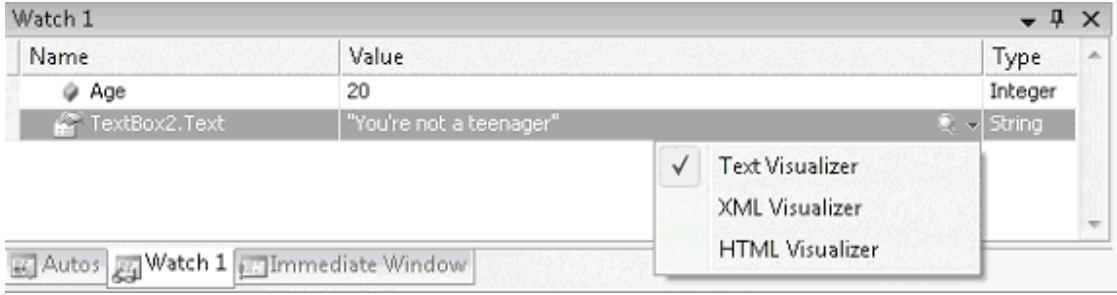 Watch 1
Name Value Type
Age 20 Integer
TextBox2.Text "You're not a teenager" String
Text Visualizer
XML Visualizer
HTML Visualizer
Autos Watch 1 Immediate Window